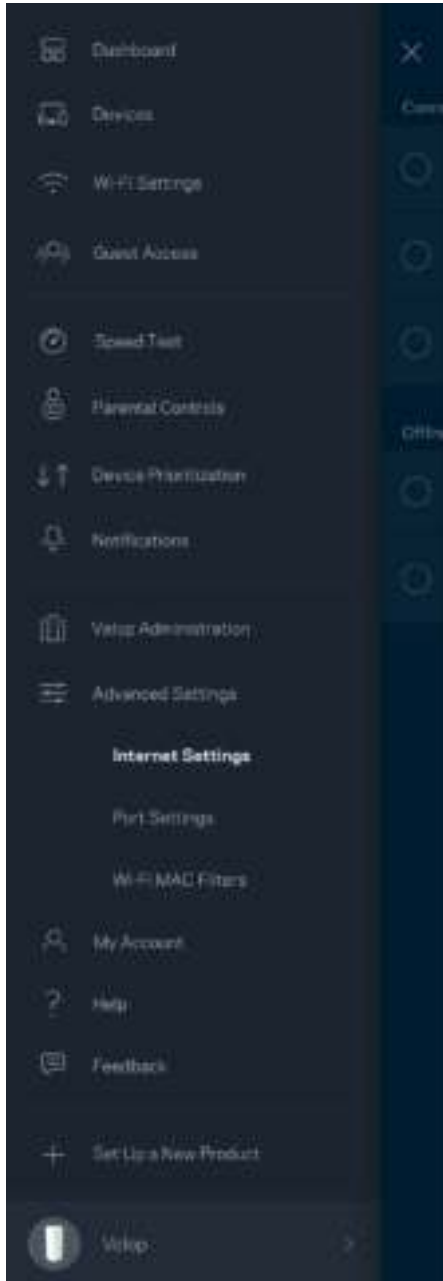 Dashboard
Devices
Wi-Fi Settings
Guest Access
Speed Test
Parental Controls
Device Prioritization
Notifications
Velop Administration
Advanced Settings
Internet Settings
Port Settings
Wi-Fi MAC Filters
My Account
Help
Feedback
Set Up a New Product
Velop